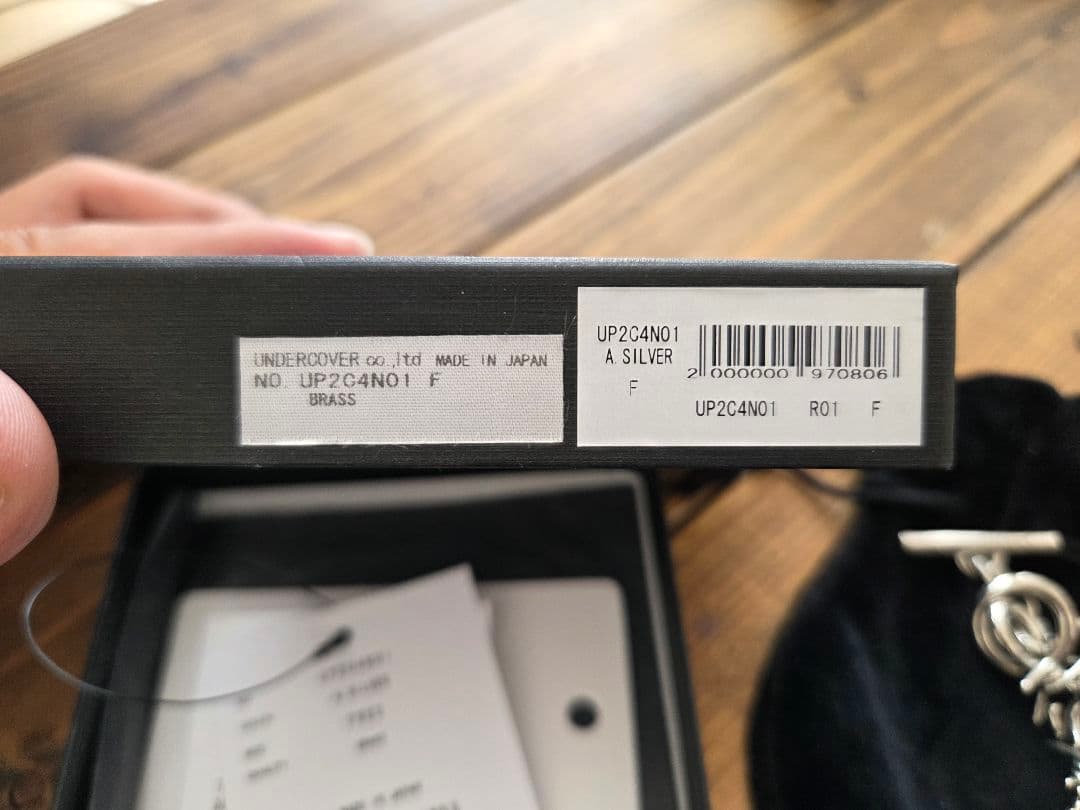 UNDERCOVER co.,ltd MADE IN JAPAN
NO. UP2C4N01 F
BRASS
UP2C4N01
A.SILVER
F
2 000000 970806
UP2C4N01 R01 F